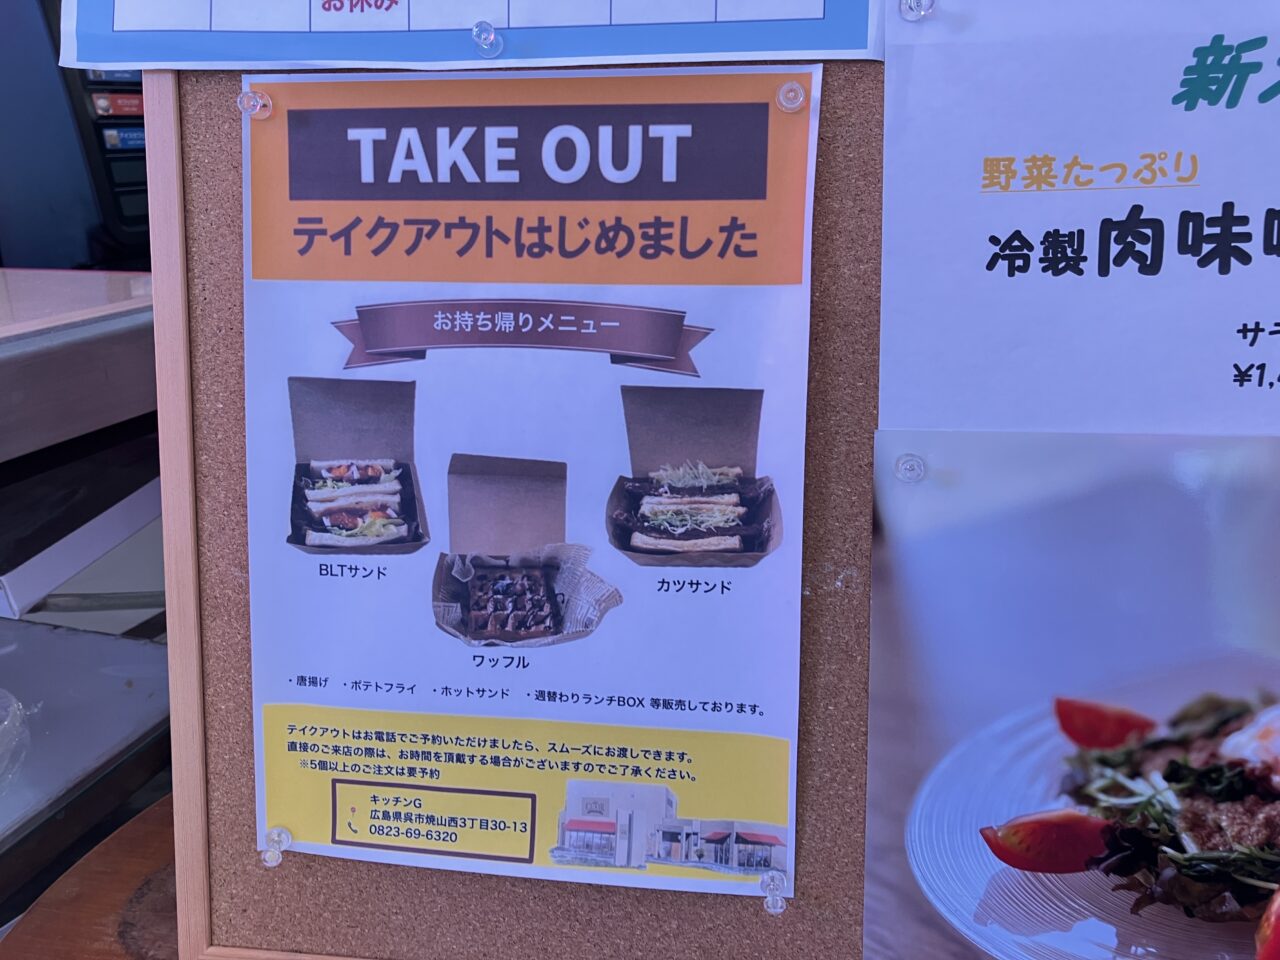 お休み
TAKE OUT
テイクアウトはじめました
お持ち帰りメニュー
BLTサンド
カツサンド
ワッフル
・唐揚げ ・ポテトフライ ・ホットサンド ・週替わりランチBOX 等販売しております。
テイクアウトはお電話でご予約いただけましたら、スムーズにお渡しできます。
直接のご来店の際は、お時間を頂戴する場合がございますのでご了承ください。
※5個以上のご注文は要予約
キッチンG
広島県呉市焼山西3丁目30-13
0823-69-6320
新
野菜たっぷり
冷製肉味
サ
¥1,